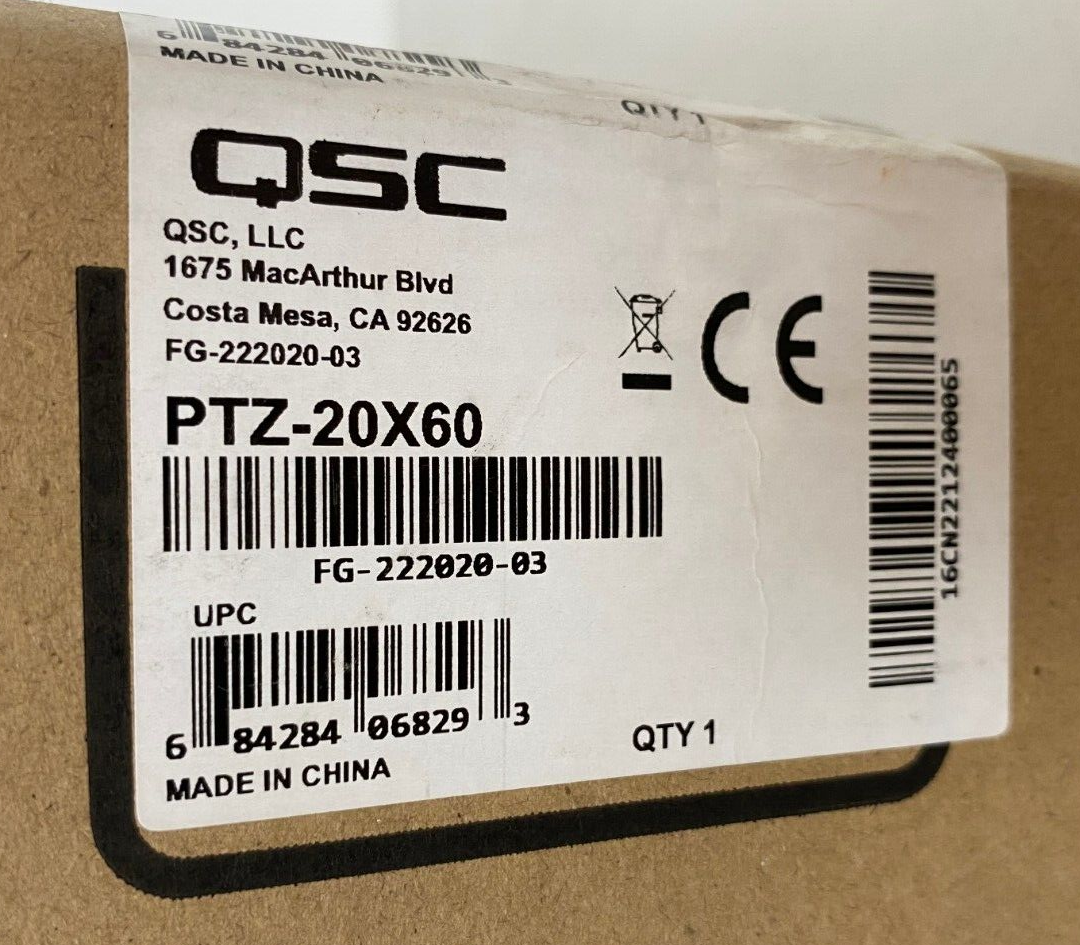 6 84284 06829 3
MADE IN CHINA
QTY 1
QSC
QSC, LLC
1675 MacArthur Blvd
Costa Mesa, CA 92626
FG-222020-03
CE
PTZ-20X60
FG-222020-03
16CN2212400065
UPC
6 84284 06829 3
QTY 1
MADE IN CHINA